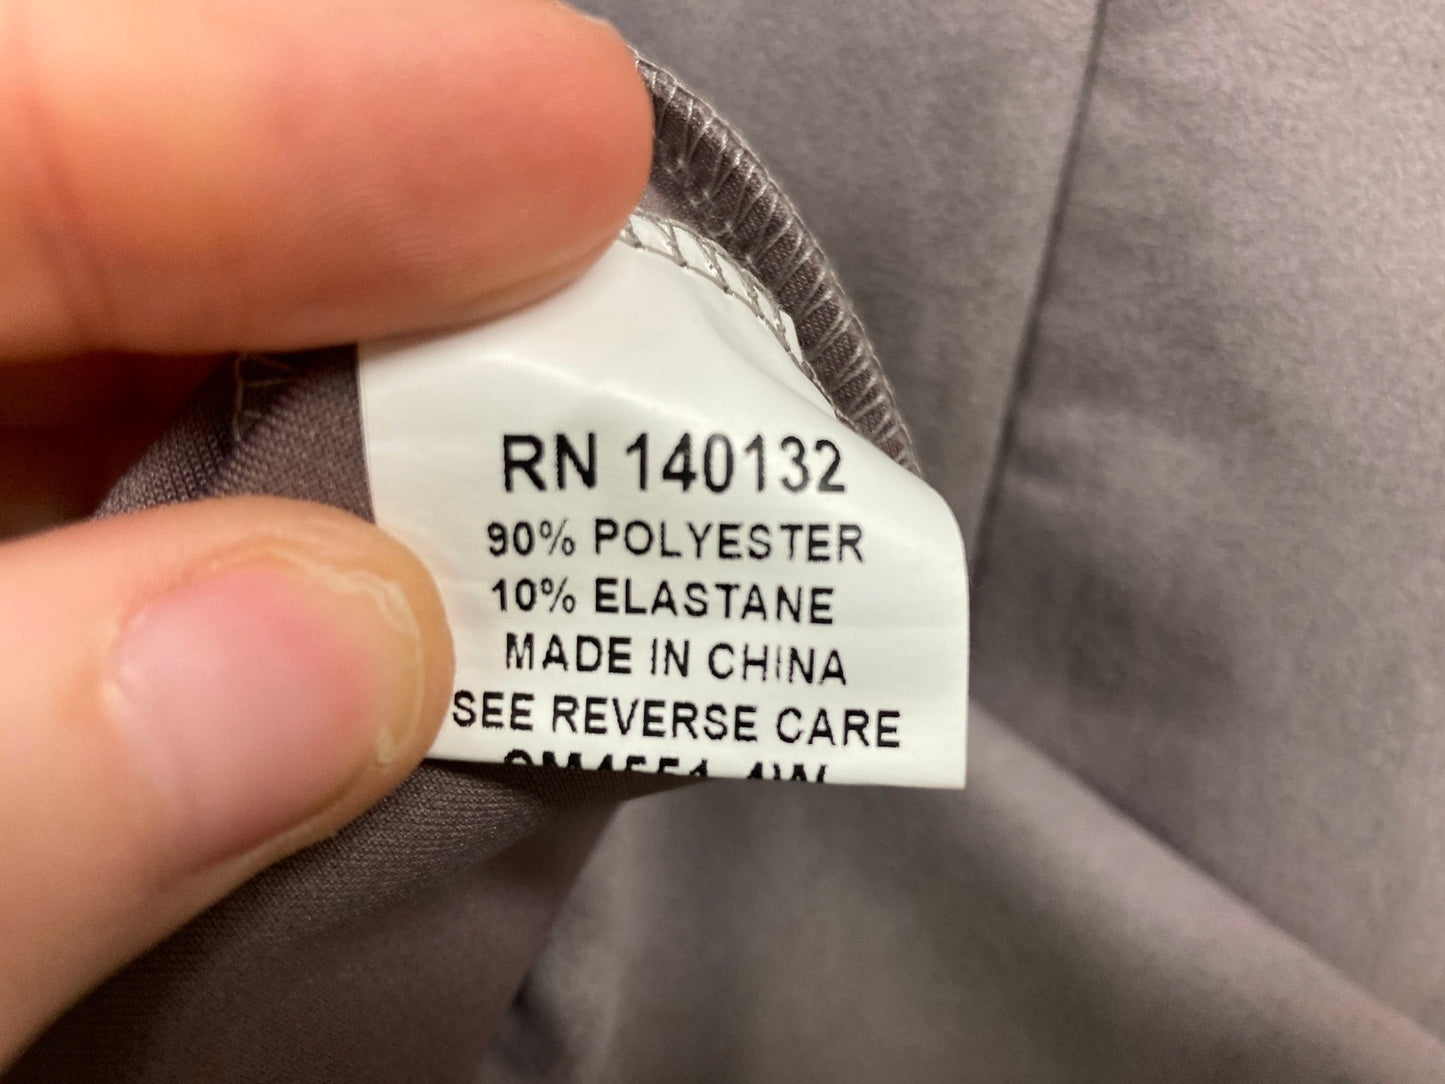 RN 140132
90% POLYESTER
10% ELASTANE
MADE IN CHINA
SEE REVERSE CARE